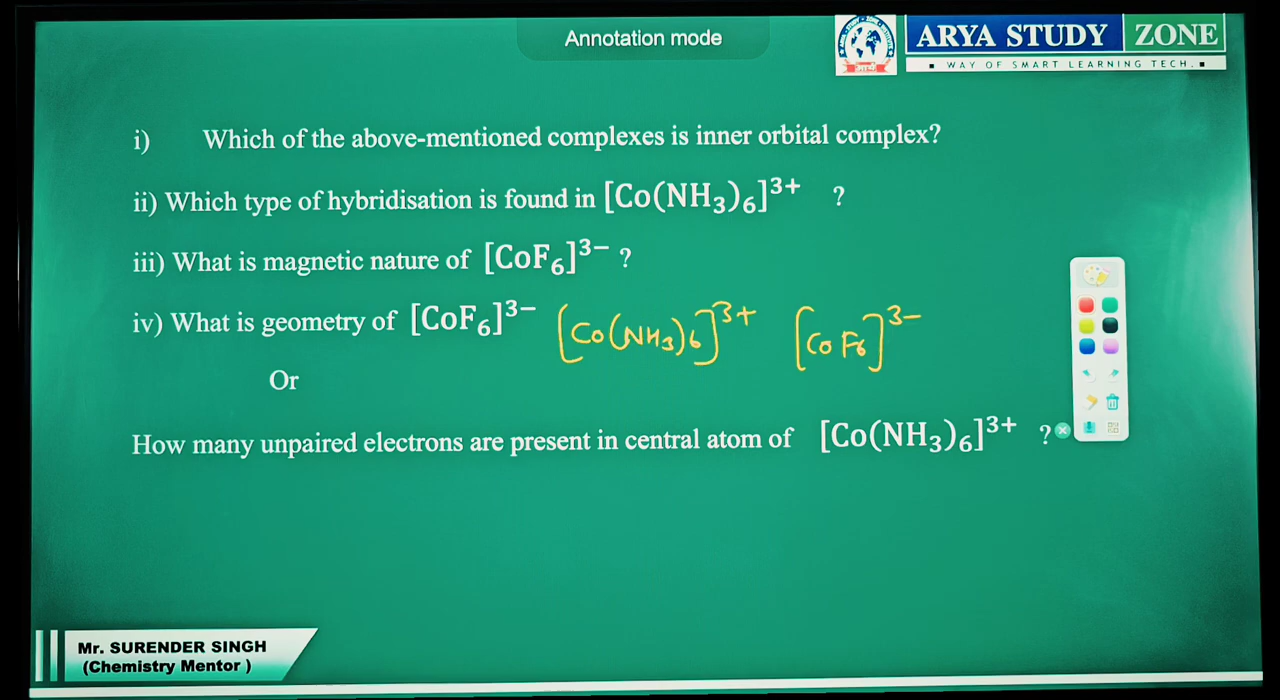 Annotation mode
ARYA STUDY ZONE
▪ WAY OF SMART LEARNING TECH. ▪
i) Which of the above-mentioned complexes is inner orbital complex?
ii) Which type of hybridisation is found in [Co(NH₃)₆]³⁺ ?
iii) What is magnetic nature of [CoF₆]³⁻ ?
iv) What is geometry of [CoF₆]³⁻ [Co(NH₃)₆]³⁺ [CoF₆]³⁻
Or
How many unpaired electrons are present in central atom of [Co(NH₃)₆]³⁺ ?
Mr. SURENDER SINGH
(Chemistry Mentor )